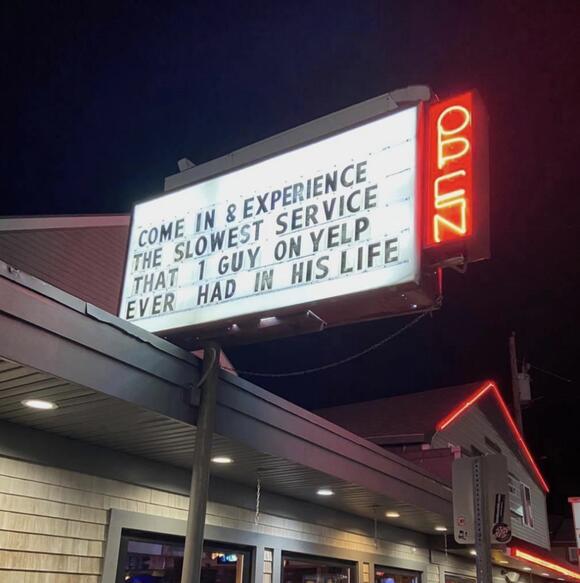 COME IN & EXPERIENCE
THE SLOWEST SERVICE
THAT 1 GUY ON YELP
EVER HAD IN HIS LIFE
OPEN